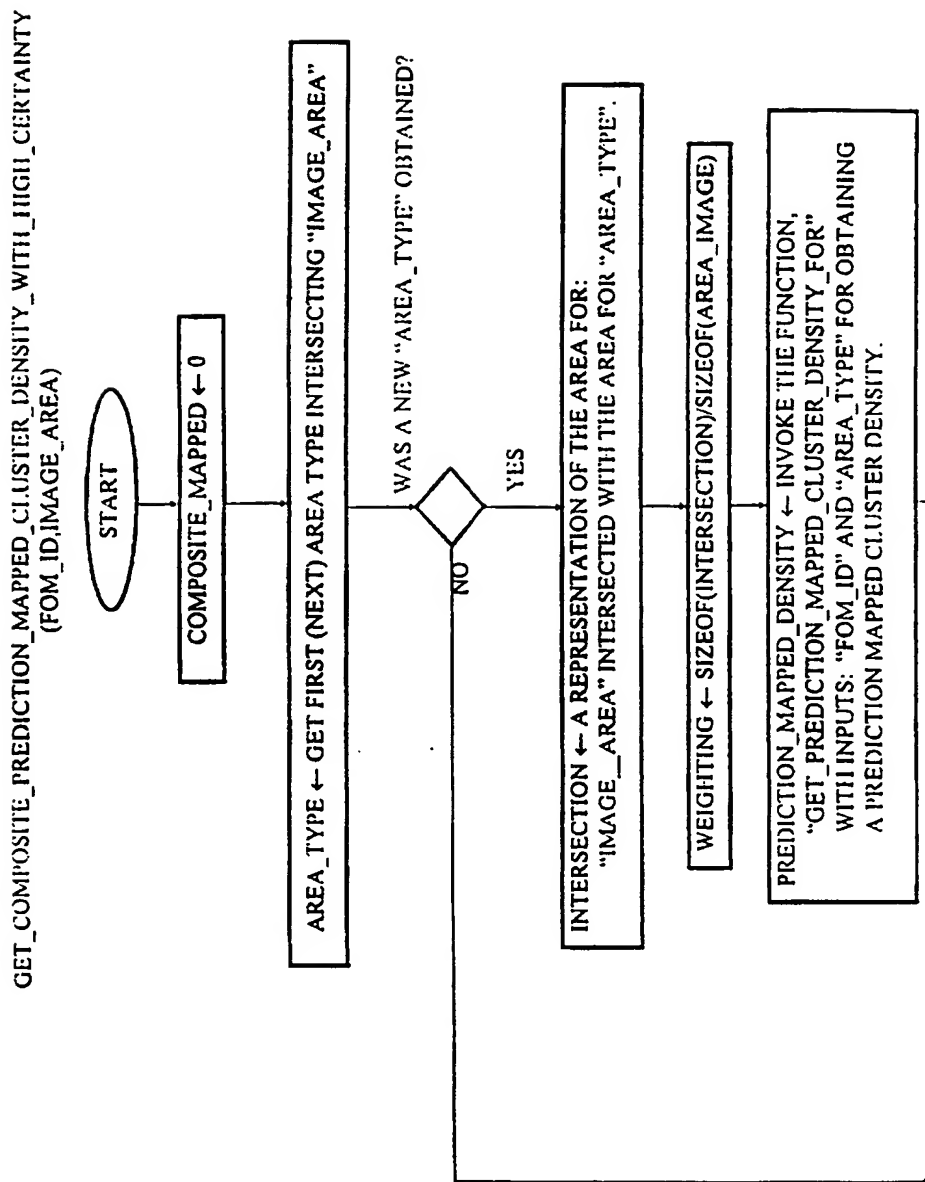 GET_COMPOSITE_PREDICTION_MAPPED_CLUSTER_DENSITY_WITH_HIGH_CERTAINTY
(FOM_ID,IMAGE_AREA)
START
COMPOSITE_MAPPED ← 0
AREA_TYPE ← GET FIRST (NEXT) AREA TYPE INTERSECTING "IMAGE_AREA"
WAS A NEW "AREA_TYPE" OBTAINED?
NO
YES
INTERSECTION ← A REPRESENTATION OF THE AREA FOR:
"IMAGE__AREA" INTERSECTED WITH THE AREA FOR "AREA_TYPE".
WEIGHTING ← SIZEOF(INTERSECTION)/SIZEOF(AREA_IMAGE)
PREDICTION_MAPPED_DENSITY ← INVOKE THE FUNCTION,
"GET_PREDICTION_MAPPED_CLUSTER_DENSITY_FOR"
WITH INPUTS: "FOM_ID" AND "AREA_TYPE" FOR OBTAINING
A PREDICTION MAPPED CLUSTER DENSITY.